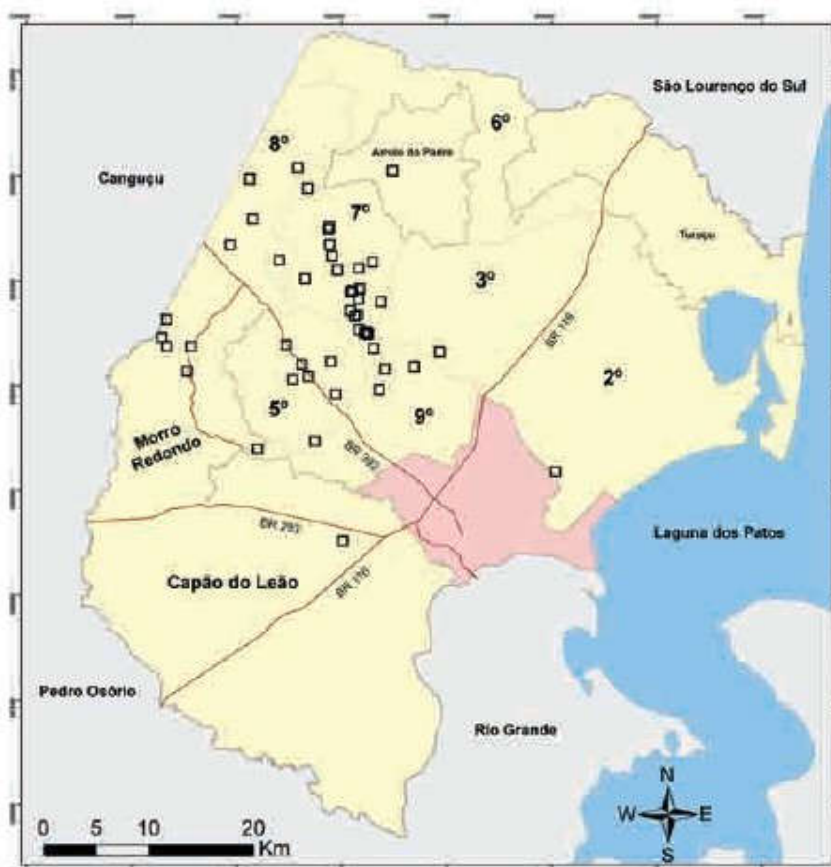 São Lourenço do Sul
6º
8º
Arroio do Padre
Canguçu
7º
Turuçu
3º
BR 116
2º
5º
9º
Morro
Redondo
BR 392
Laguna dos Patos
BR 293
Capão do Leão
BR 116
Pedro Osório
Rio Grande
N
W E
S
0 5 10 20
Km